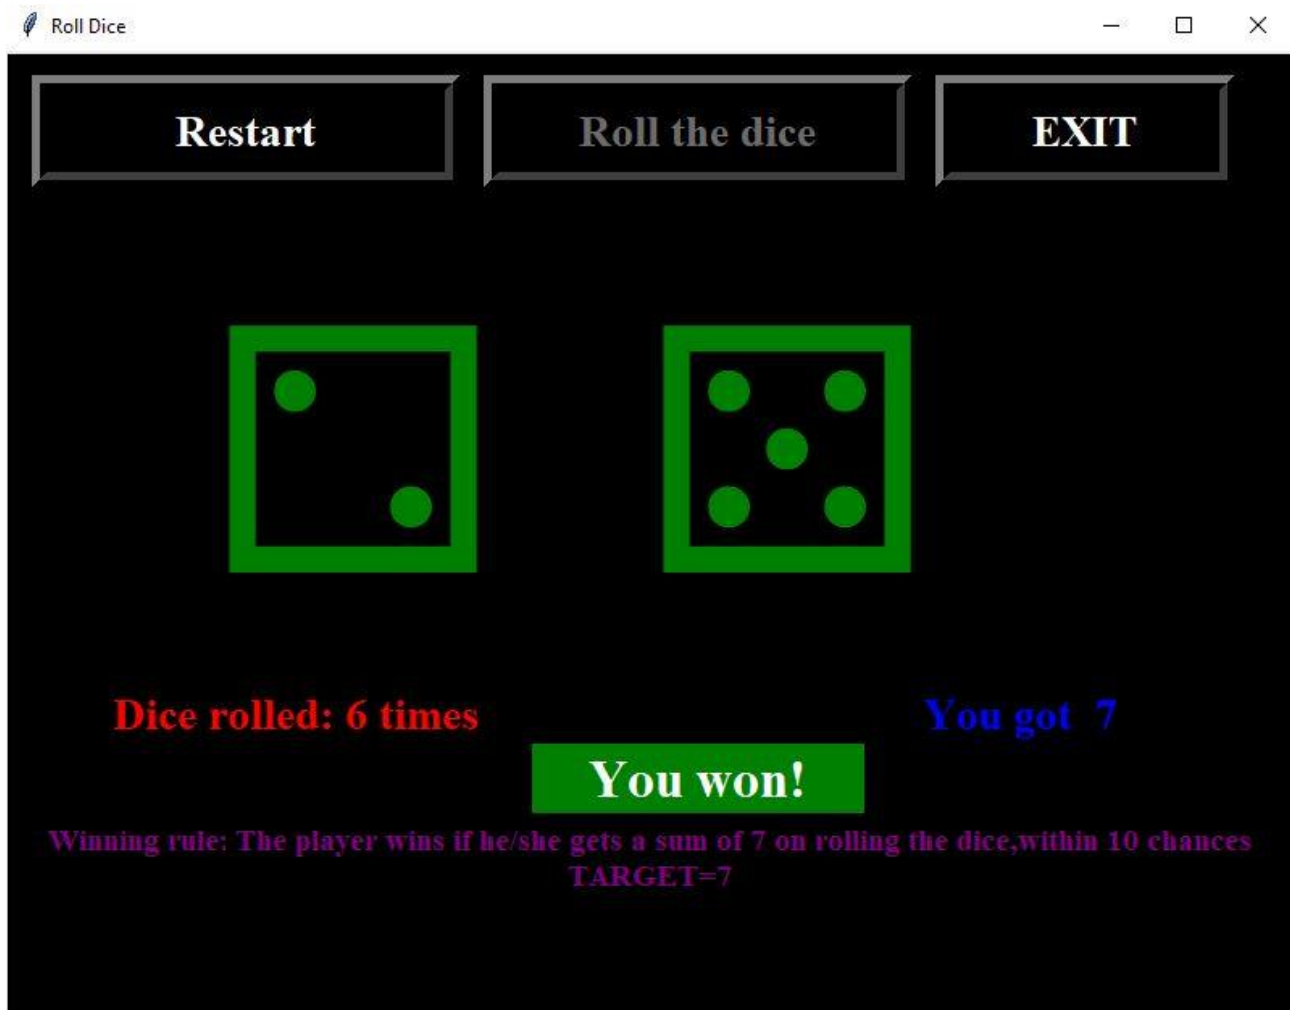 Roll Dice
Restart
Roll the dice
EXIT
Dice rolled: 6 times
You got  7
You won!
Winning rule: The player wins if he/she gets a sum of 7 on rolling the dice,within 10 chances
TARGET=7